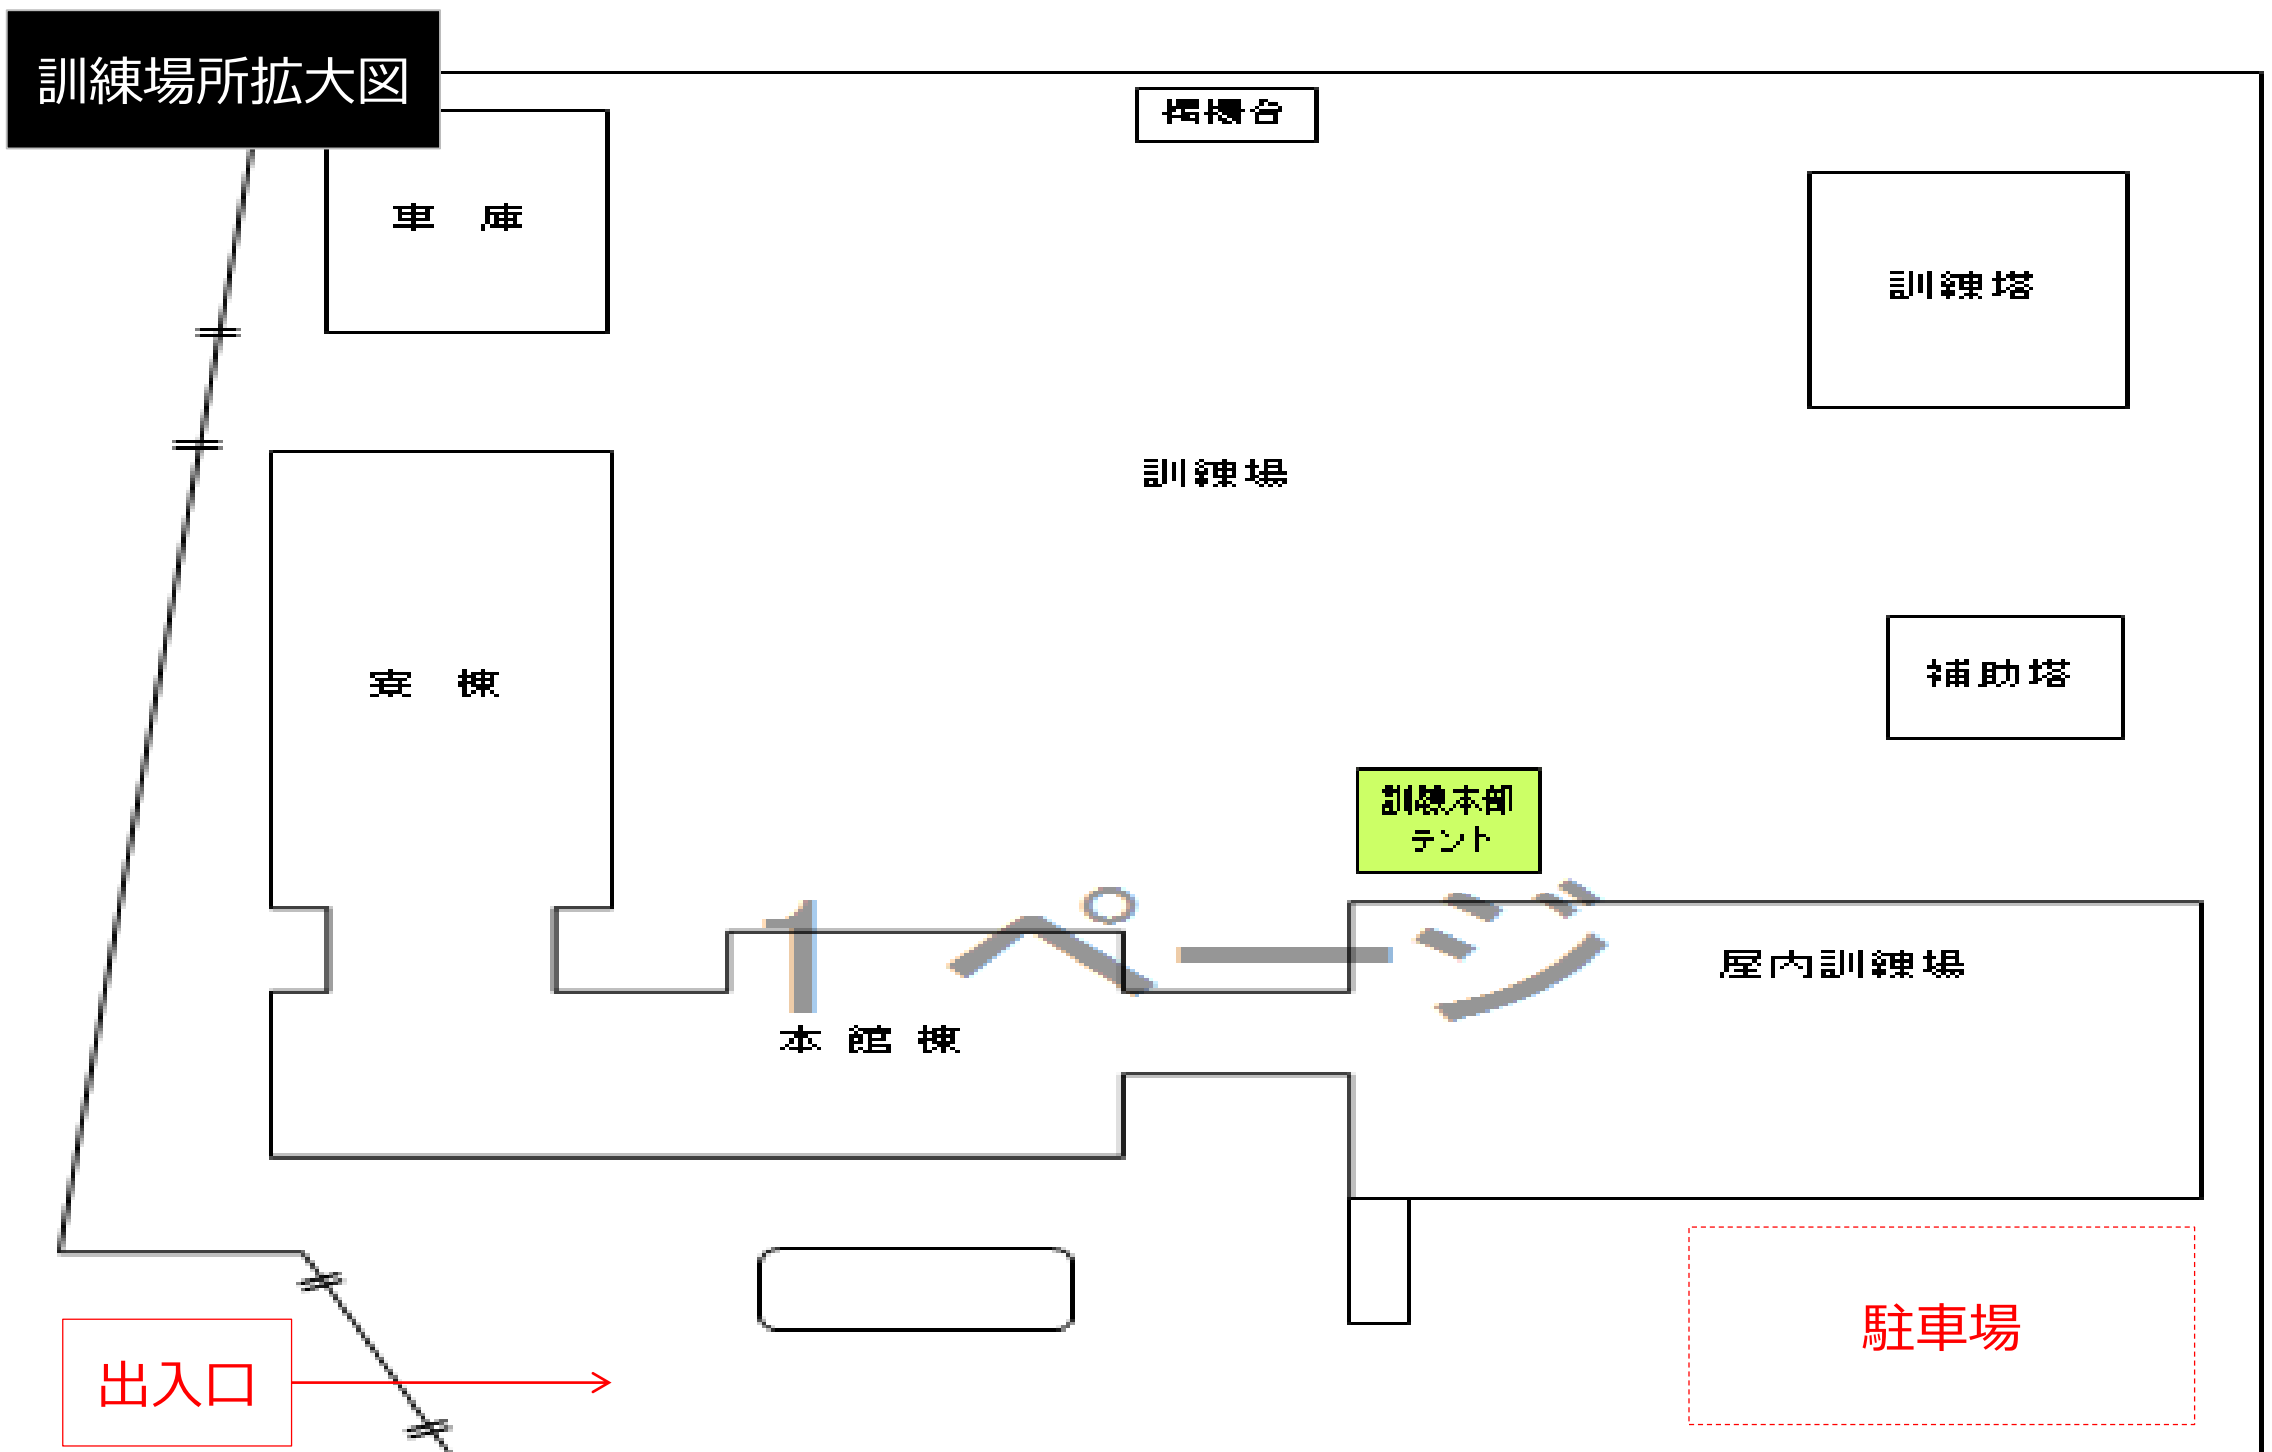 訓練場所拡大図
指揮台
車 庫
訓練塔
訓練場
寮 棟
補助塔
訓練本部
テント
1 ページ
屋内訓練場
本館棟
駐車場
出入口